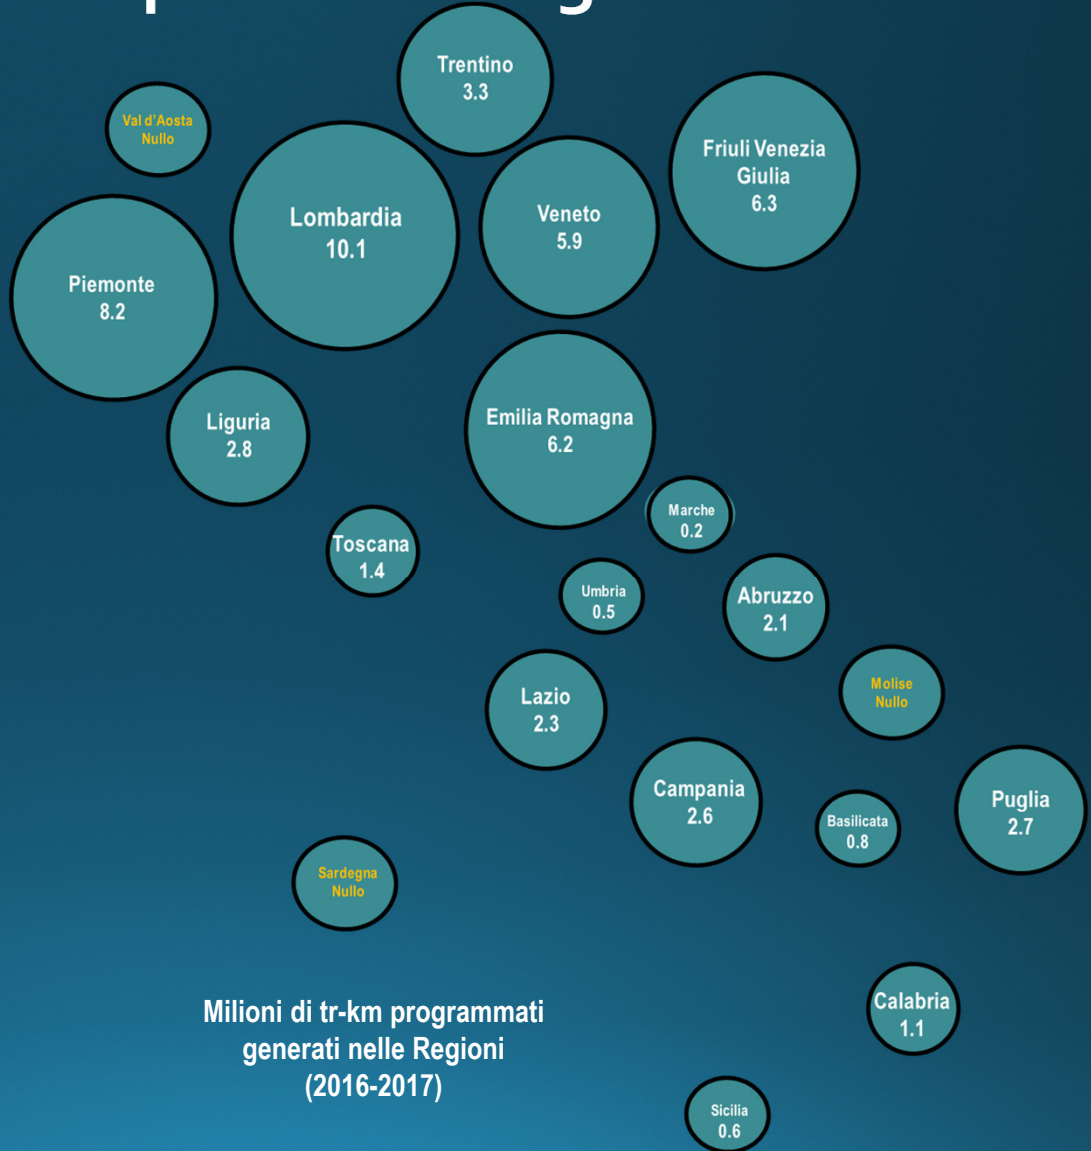 Trentino
3.3
Val d'Aosta
Nullo
Friuli Venezia
Giulia
6.3
Lombardia
10.1
Veneto
5.9
Piemonte
8.2
Liguria
2.8
Emilia Romagna
6.2
Marche
0.2
Toscana
1.4
Umbria
0.5
Abruzzo
2.1
Lazio
2.3
Molise
Nullo
Campania
2.6
Puglia
2.7
Basilicata
0.8
Sardegna
Nullo
Calabria
1.1
Milioni di tr-km programmati
generati nelle Regioni
(2016-2017)
Sicilia
0.6